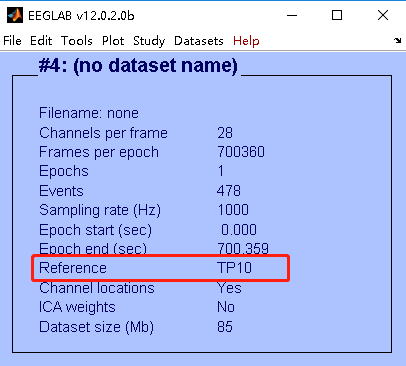 EEGLAB v12.0.2.0b
File Edit Tools Plot Study Datasets Help
#4: (no dataset name)
Filename: none
Channels per frame 28
Frames per epoch 700360
Epochs 1
Events 478
Sampling rate (Hz) 1000
Epoch start (sec) 0.000
Epoch end (sec) 700.359
Reference TP10
Channel locations Yes
ICA weights No
Dataset size (Mb) 85